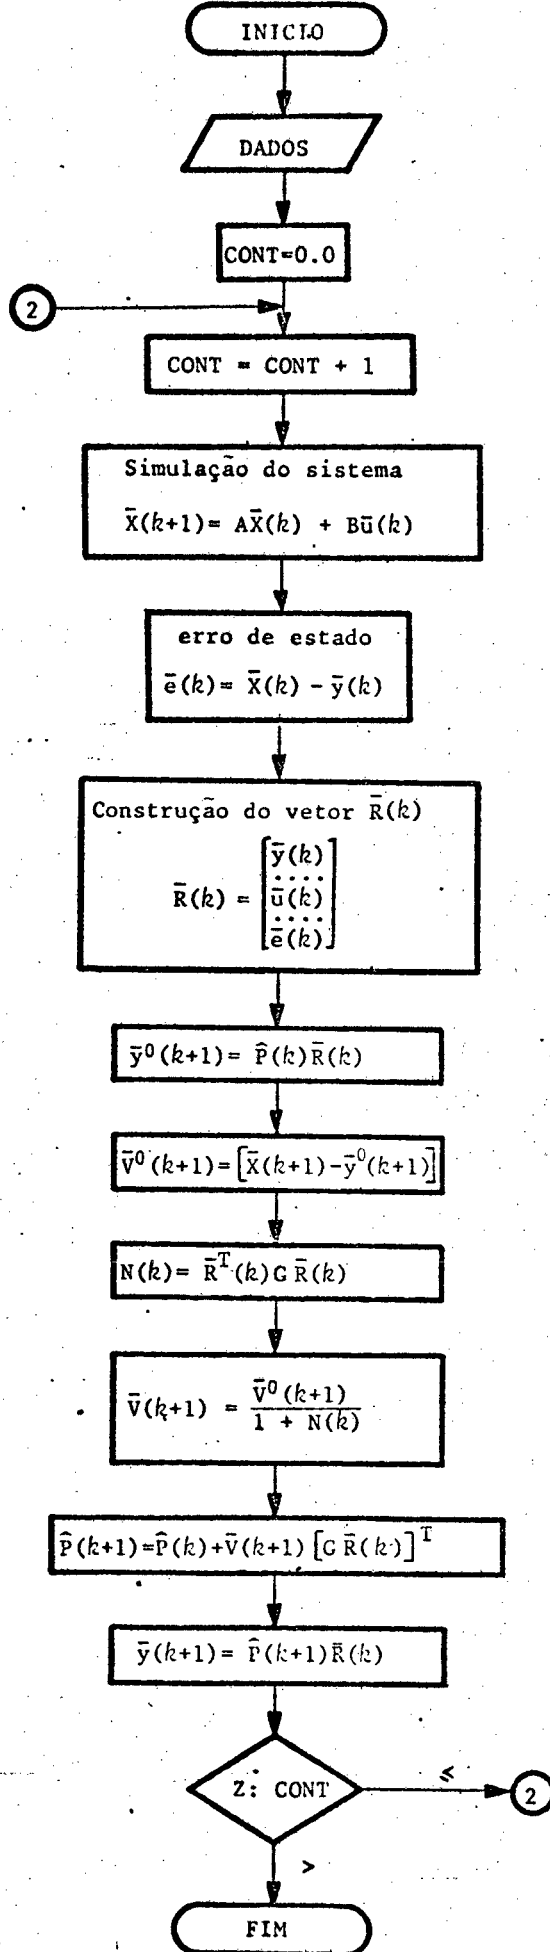 INICIO
DADOS
CONT=0.0
2
CONT = CONT + 1
Simulação do sistema
X̄(k+1)= AX̄(k) + Bū(k)
erro de estado
ē(k)= X̄(k) - ȳ(k)
Construção do vetor R̄(k)
ȳ(k)
....
R̄(k) = ū(k)
....
ē(k)
ȳ⁰(k+1)= P̂(k)R̄(k)
V̄⁰(k+1)=[X̄(k+1)-ȳ⁰(k+1)]
N(k)= R̄ᵀ(k)G R̄(k)
V̄(k+1) = V̄⁰(k+1)
1 + N(k)
P̂(k+1)=P̂(k)+V̄(k+1)[G R̄(k)]ᵀ
ȳ(k+1)= P̂(k+1)R̄(k)
Z: CONT
≤
2
>
FIM